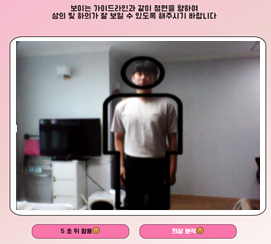 보이는 가이드라인과 같이 정면을 향하여
상의 및 하의가 잘 보일 수 있도록 해주시기 바랍니다
5 초 뒤 촬영
의상 분석